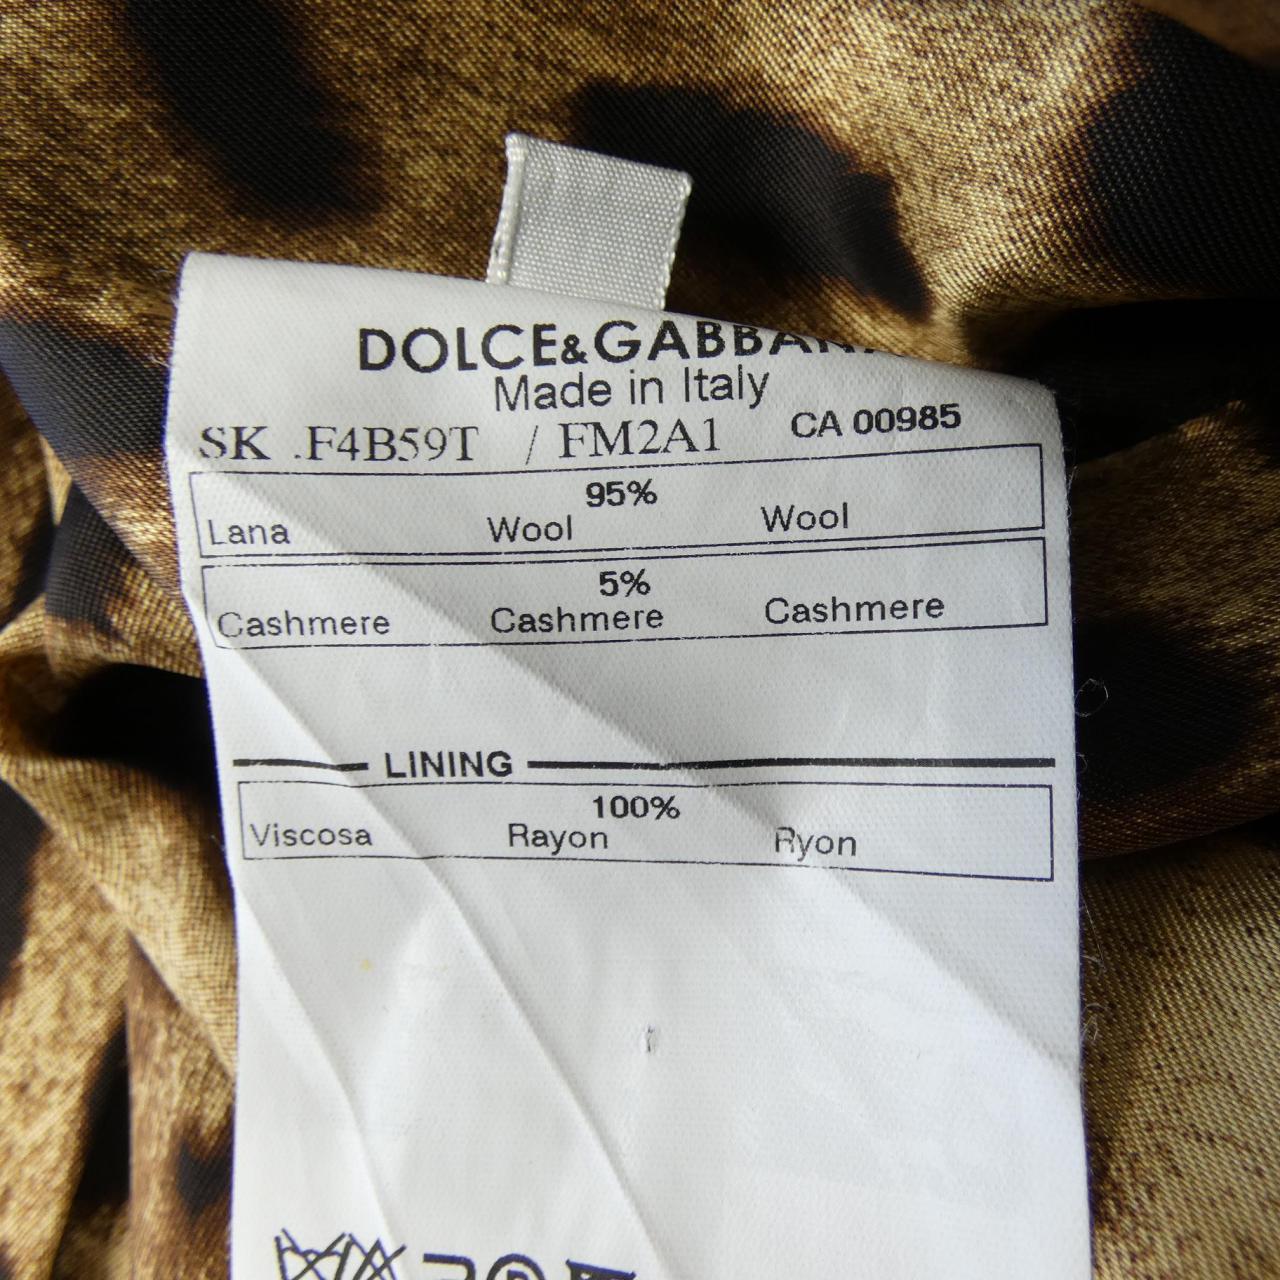 DOLCE&GABBANA
Made in Italy
SK .F4B59T / FM2A1 CA 00985
95%
Lana Wool Wool
5%
Cashmere Cashmere Cashmere
LINING
100%
Viscosa Rayon Ryon